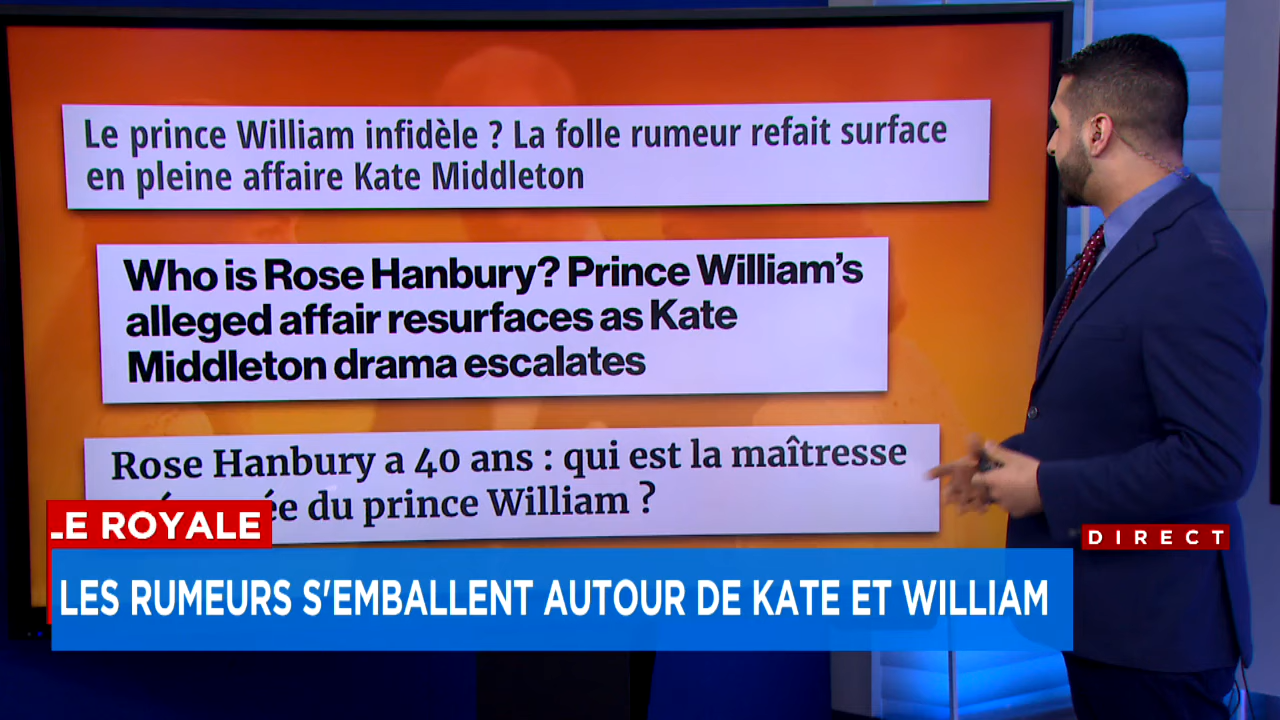 Le prince William infidèle ? La folle rumeur refait surface
en pleine affaire Kate Middleton
Who is Rose Hanbury? Prince William's
alleged affair resurfaces as Kate
Middleton drama escalates
Rose Hanbury a 40 ans : qui est la maîtresse
du prince William ?
LE ROYALE
DIRECT
LES RUMEURS S'EMBALLENT AUTOUR DE KATE ET WILLIAM